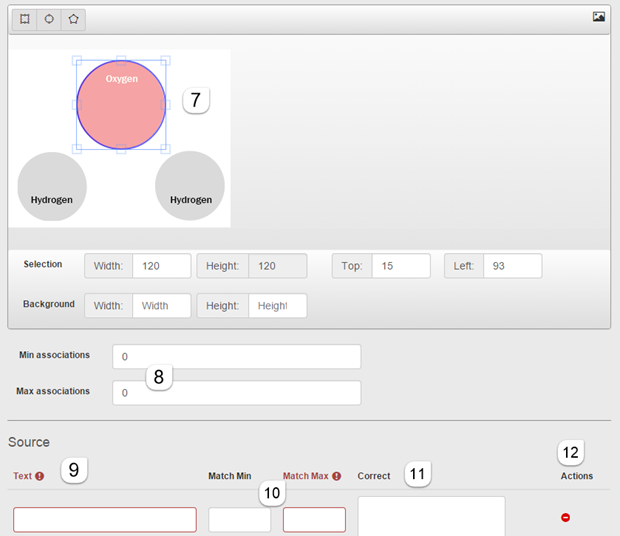 Oxygen
7
Hydrogen Hydrogen
Selection Width: 120 Height: 120 Top: 15 Left: 93
Background Width: Width Height: Height
Min associations 0
8
Max associations 0
Source
12
Text 9 Match Min Match Max Correct 11 Actions
10